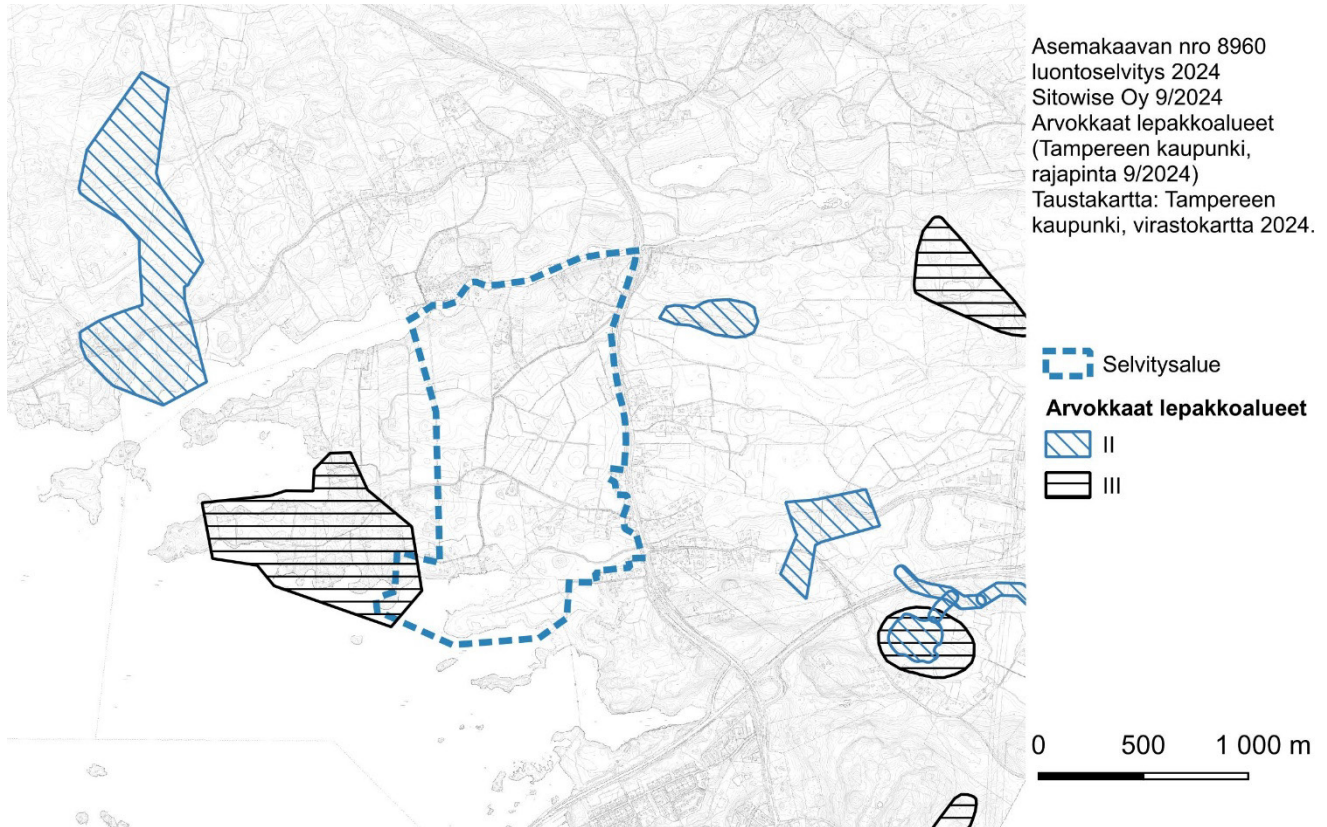 Asemakaavan nro 8960
luontoselvitys 2024
Sitowise Oy 9/2024
Arvokkaat lepakkoalueet
(Tampereen kaupunki,
rajapinta 9/2024)
Taustakartta: Tampereen
kaupunki, virastokartta 2024.
Selvitysalue
Arvokkaat lepakkoalueet
II
III
0 500 1 000 m